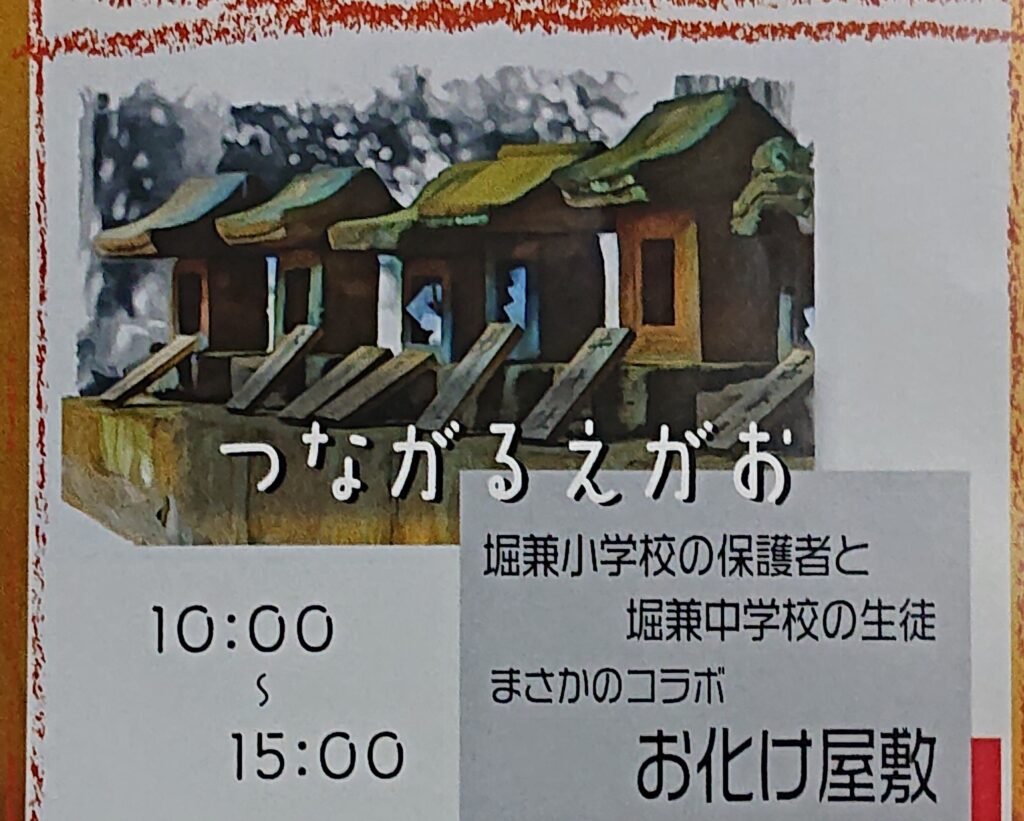 つながるえがお
堀兼小学校の保護者と
堀兼中学校の生徒
まさかのコラボ
お化け屋敷
10:00
～
15:00